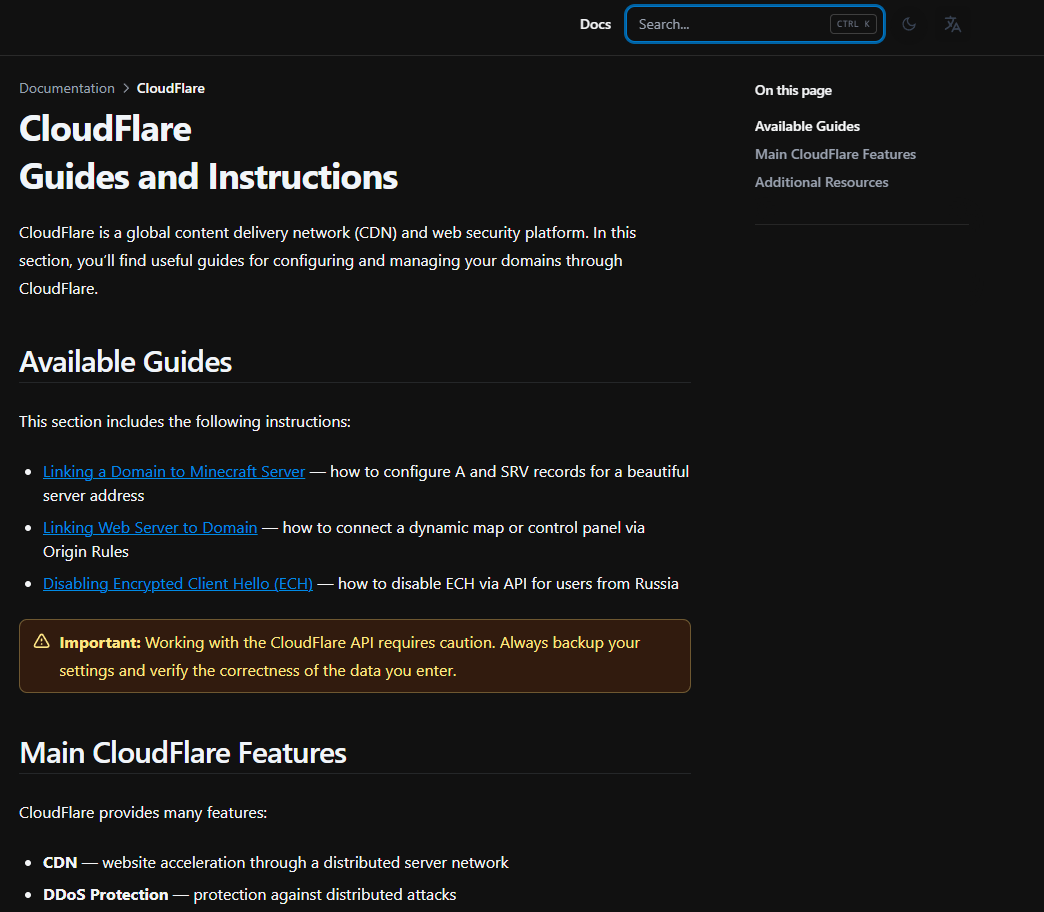 Docs
Search...
CTRL K
Documentation > CloudFlare
CloudFlare
Guides and Instructions
CloudFlare is a global content delivery network (CDN) and web security platform. In this
section, you'll find useful guides for configuring and managing your domains through
CloudFlare.
Available Guides
This section includes the following instructions:
• Linking a Domain to Minecraft Server — how to configure A and SRV records for a beautiful
server address
• Linking Web Server to Domain — how to connect a dynamic map or control panel via
Origin Rules
• Disabling Encrypted Client Hello (ECH) — how to disable ECH via API for users from Russia
Important: Working with the CloudFlare API requires caution. Always backup your
settings and verify the correctness of the data you enter.
Main CloudFlare Features
CloudFlare provides many features:
• CDN — website acceleration through a distributed server network
• DDoS Protection — protection against distributed attacks
On this page
Available Guides
Main CloudFlare Features
Additional Resources